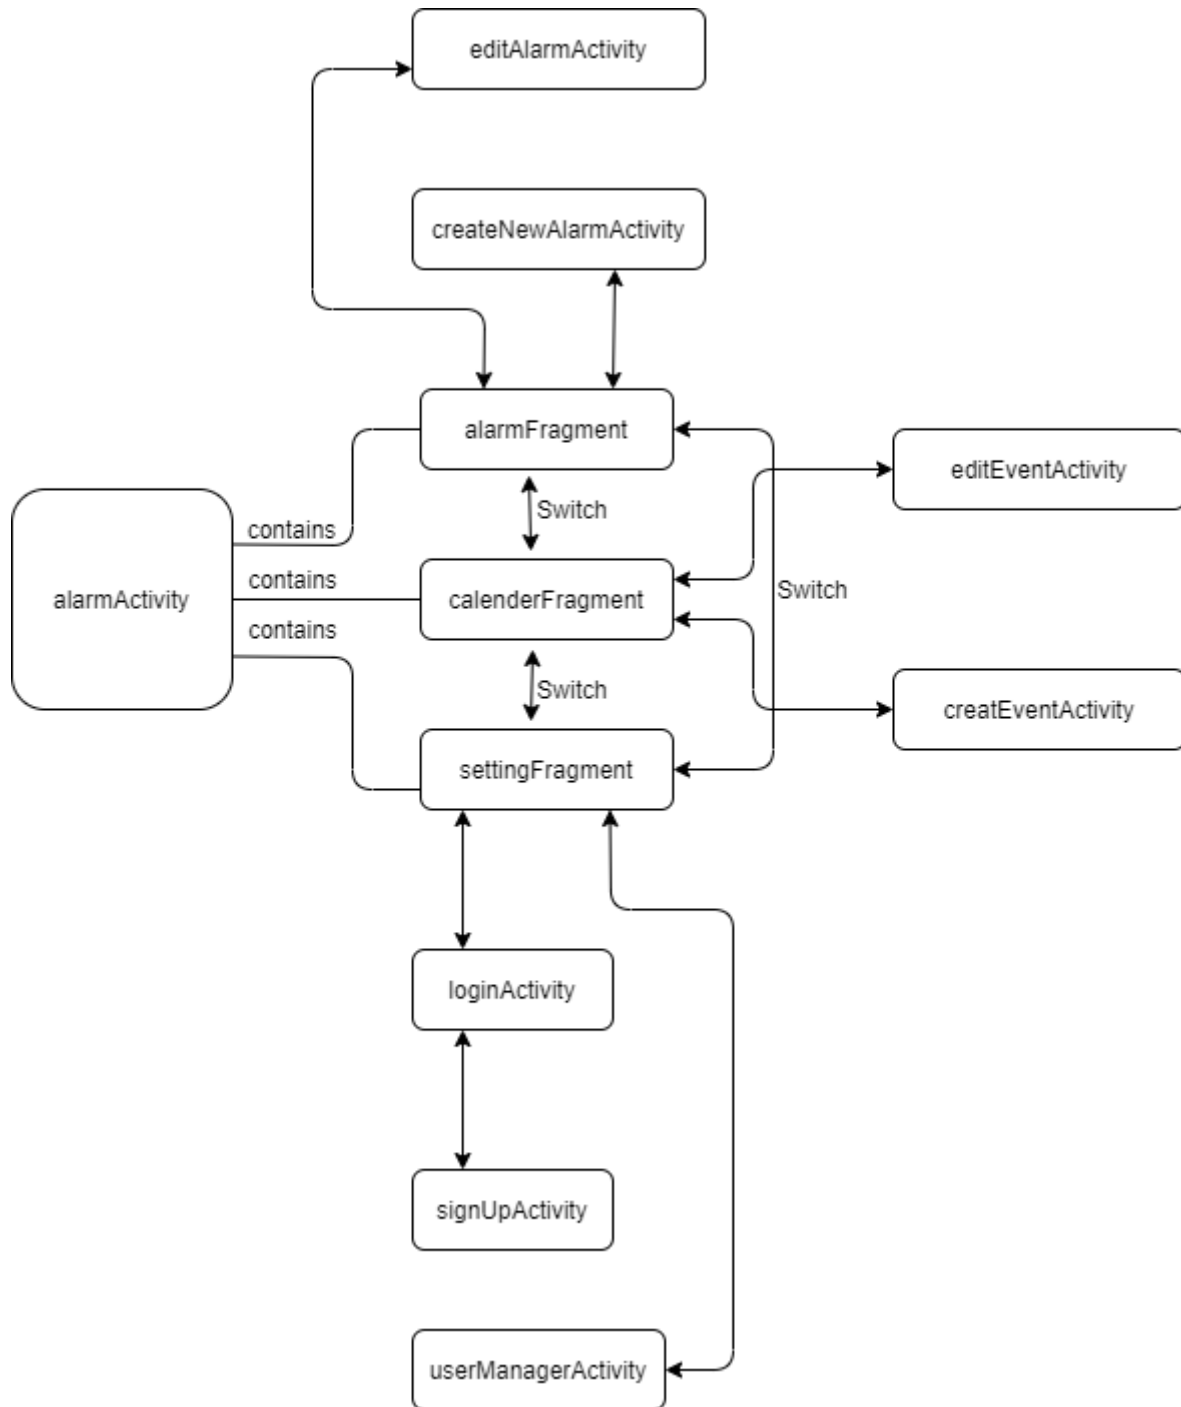 editAlarmActivity
createNewAlarmActivity
alarmFragment
editEventActivity
Switch
contains
contains
alarmActivity
calenderFragment
Switch
contains
Switch
creatEventActivity
settingFragment
loginActivity
signUpActivity
userManagerActivity